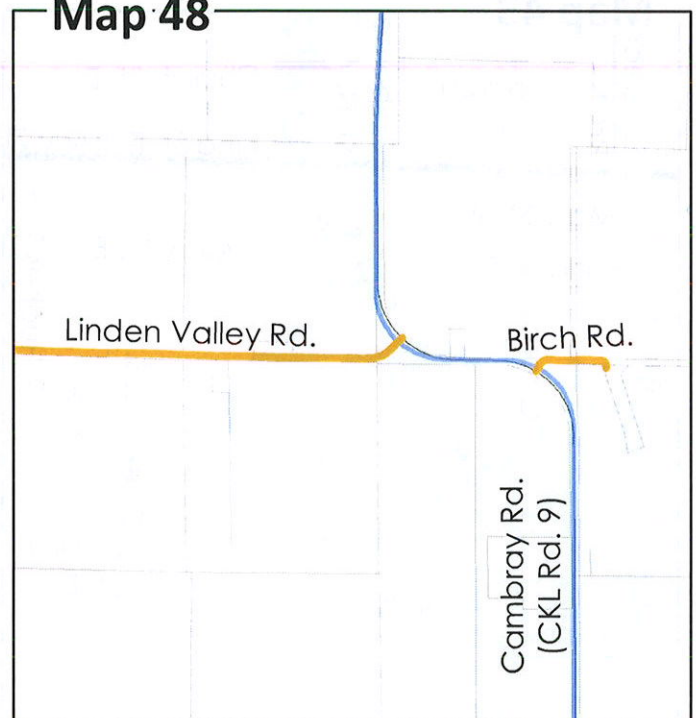 Map 48
Linden Valley Rd.
Birch Rd.
Cambray Rd.
(CKL Rd. 9)